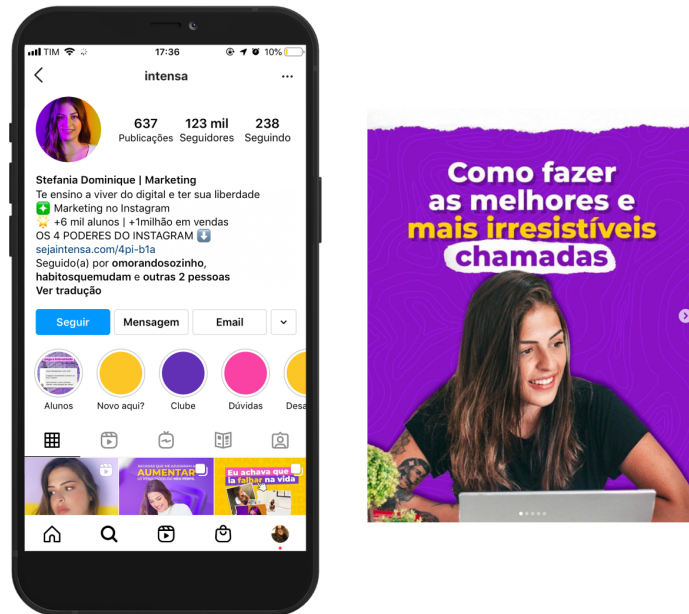 TIM
17:36
10%
intensa
637
123 mil
238
Publicações
Seguidores
Seguindo
Stefania Dominique | Marketing
Te ensino a viver do digital e ter sua liberdade
Marketing no Instagram
+6 mil alunos | +1milhão em vendas
OS 4 PODERES DO INSTAGRAM
sejaintensa.com/4pi-b1a
Seguido(a) por omorandosozinho,
habitosquemudam e outras 2 pessoas
Ver tradução
Seguir
Mensagem
Email
Alunos
Novo aqui?
Clube
Dúvidas
Desa
AUMENTAR
Eu achava que
ia falhar na vida
Como fazer
as melhores e
mais irresistíveis
chamadas